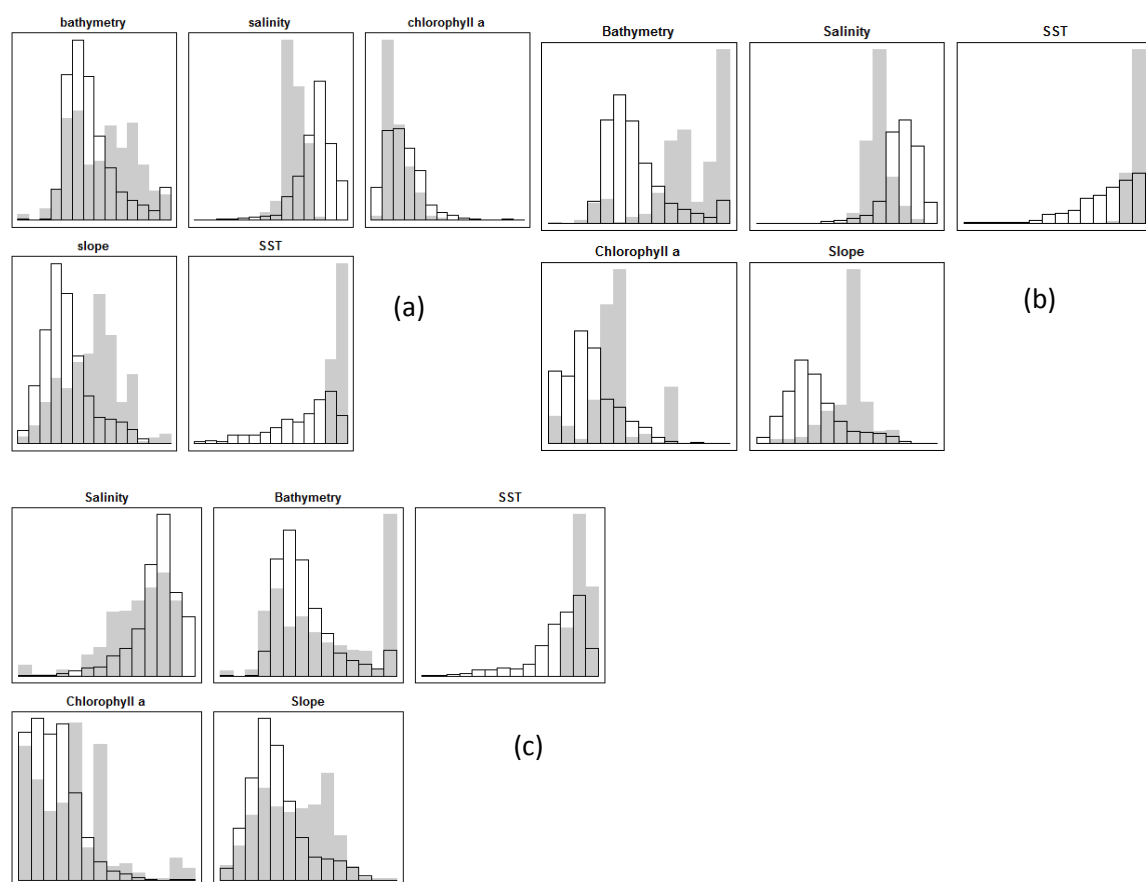 bathymetry
salinity
chlorophyll a
slope
SST
(a)
Bathymetry
Salinity
SST
Chlorophyll a
Slope
(b)
Salinity
Bathymetry
SST
Chlorophyll a
Slope
(c)